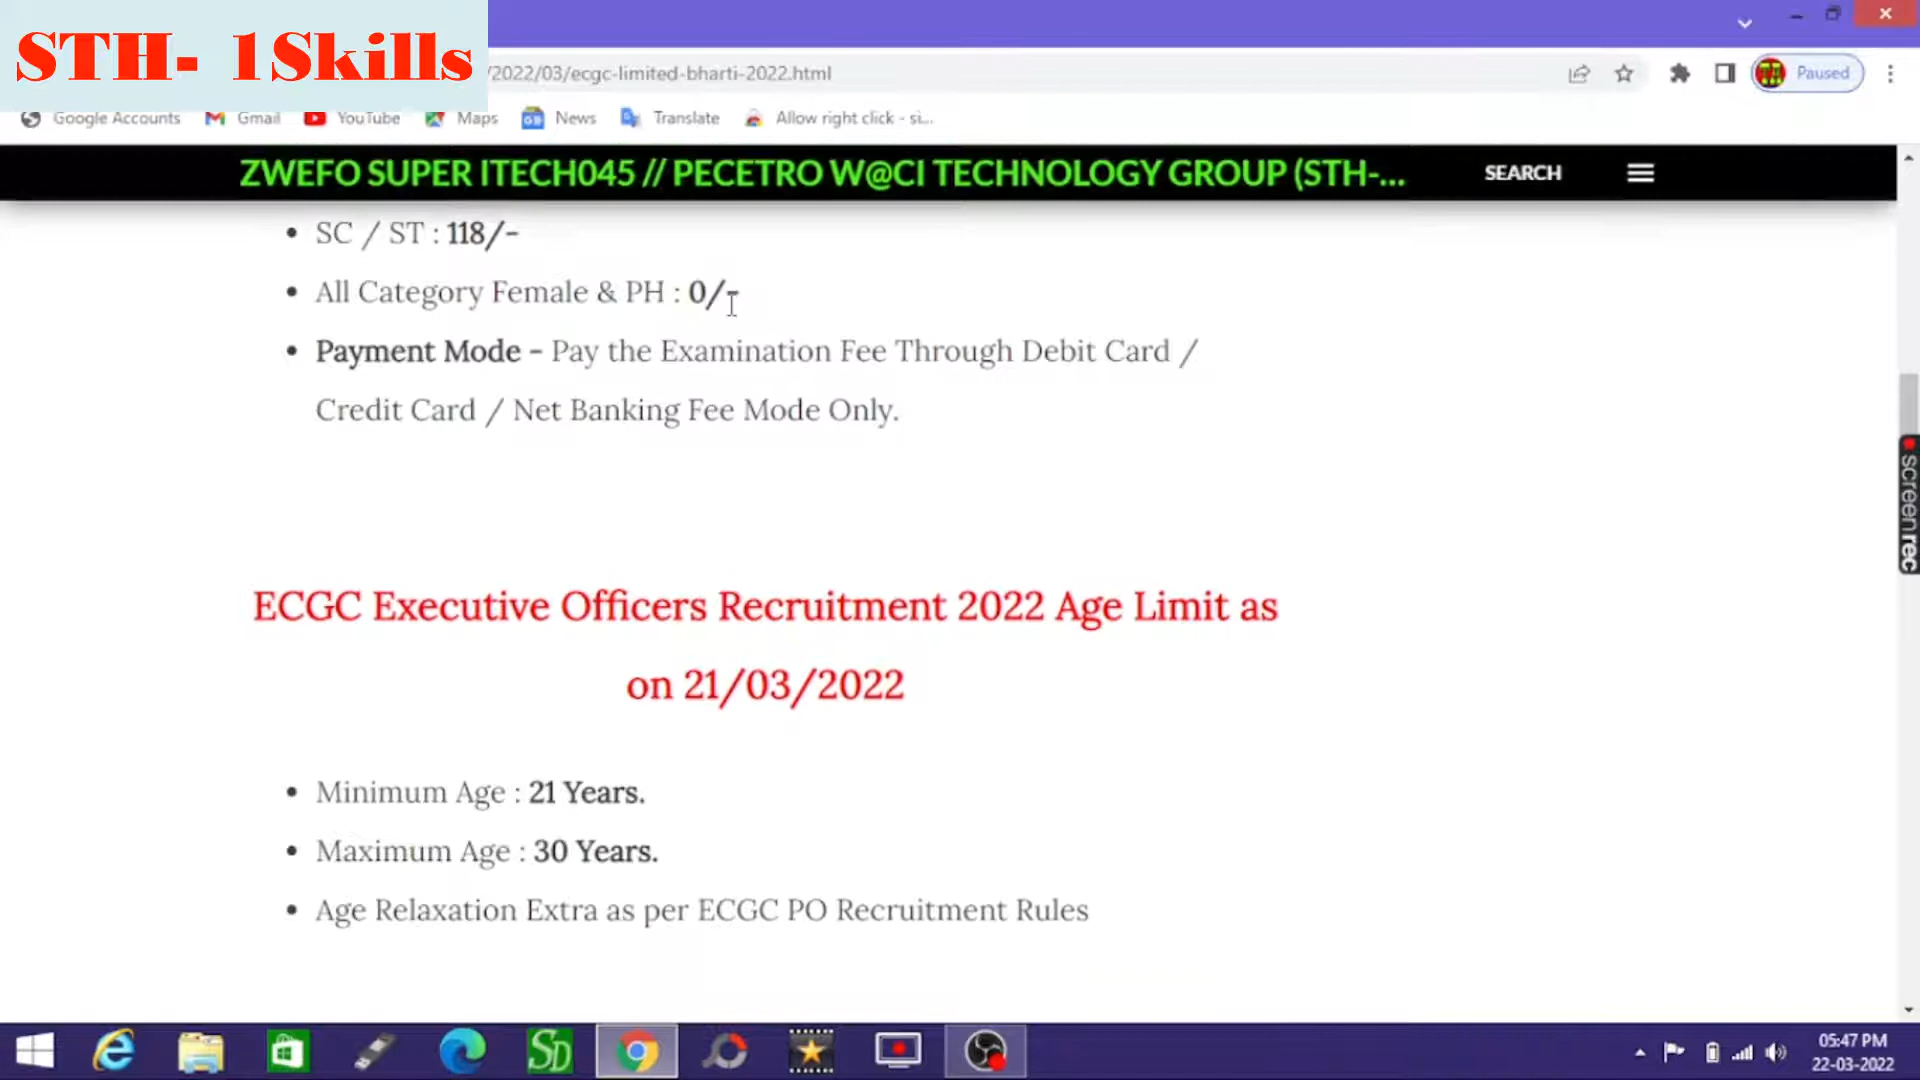 STH- 1Skills
/2022/03/ecgc-limited-bharti-2022.html
Paused
Google Accounts
Gmail
YouTube
Maps
News
Translate
Allow right click - si...
ZWEFO SUPER ITECH045 // PECETRO W@CI TECHNOLOGY GROUP (STH-...
SEARCH
• SC / ST : 118/-
• All Category Female & PH : 0/-
• Payment Mode - Pay the Examination Fee Through Debit Card /
Credit Card / Net Banking Fee Mode Only.
ECGC Executive Officers Recruitment 2022 Age Limit as
on 21/03/2022
• Minimum Age : 21 Years.
• Maximum Age : 30 Years.
• Age Relaxation Extra as per ECGC PO Recruitment Rules
screenrec
SD
05:47 PM
22-03-2022